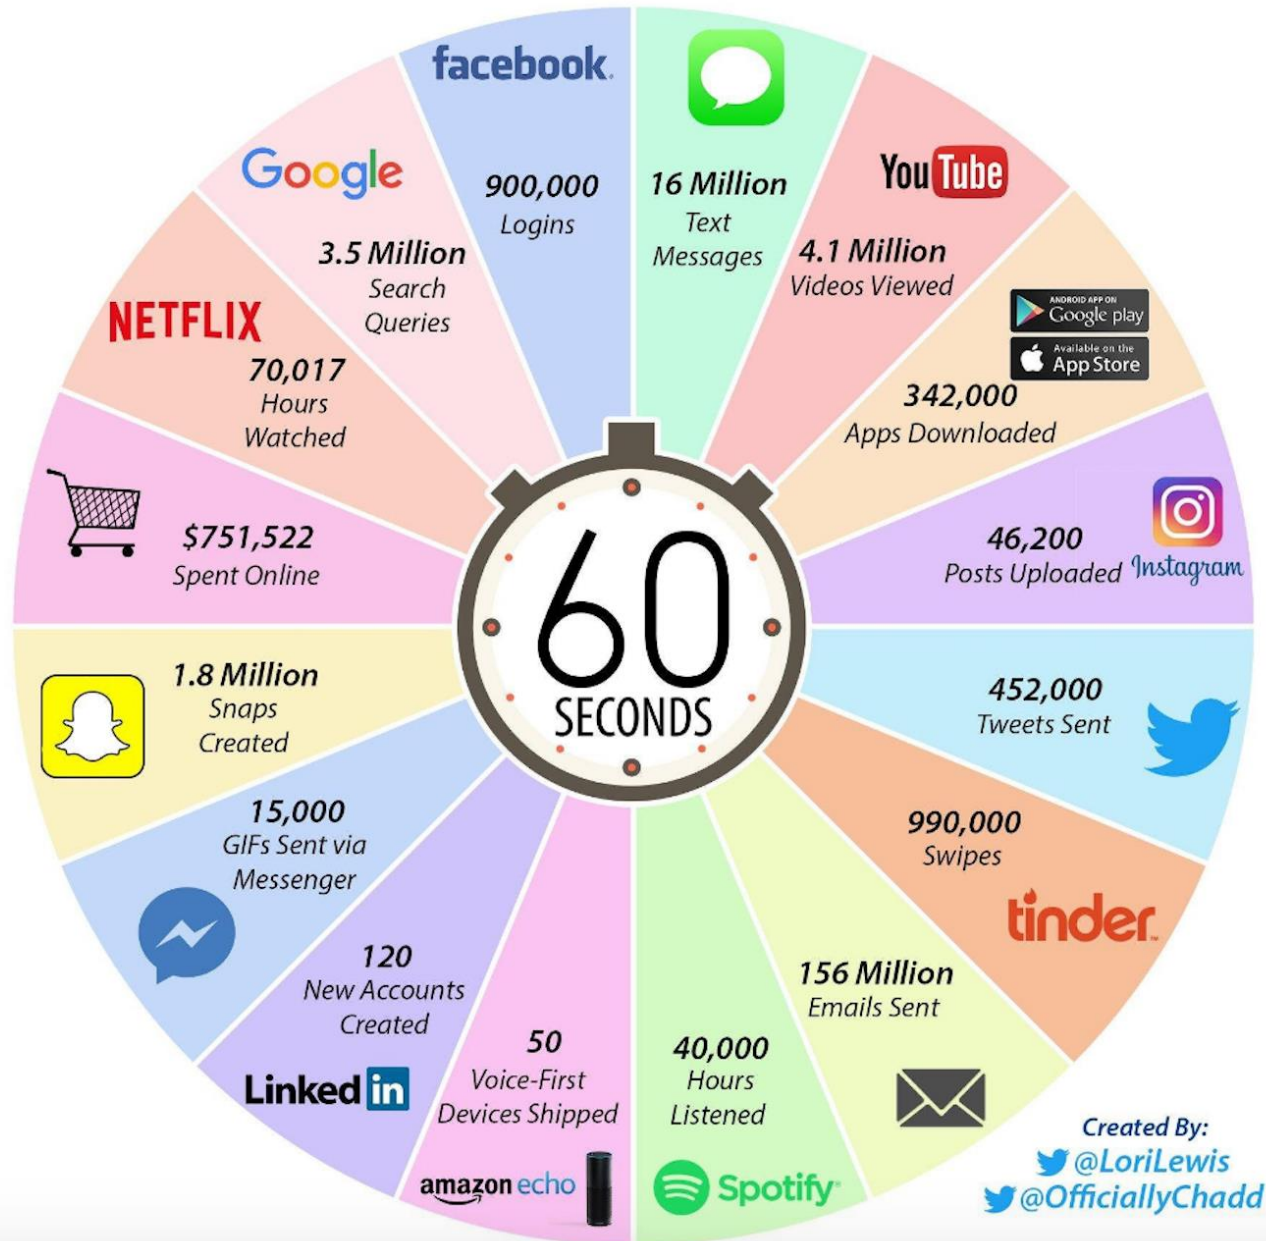 facebook
900,000
Logins
16 Million
Text
Messages
YouTube
4.1 Million
Videos Viewed
ANDROID APP ON
Google play
Available on the
App Store
342,000
Apps Downloaded
46,200
Posts Uploaded
Instagram
452,000
Tweets Sent
990,000
Swipes
tinder
156 Million
Emails Sent
40,000
Hours
Listened
Spotify
50
Voice-First
Devices Shipped
amazon echo
120
New Accounts
Created
Linked in
15,000
GIFs Sent via
Messenger
1.8 Million
Snaps
Created
$751,522
Spent Online
NETFLIX
70,017
Hours
Watched
Google
3.5 Million
Search
Queries
60
SECONDS
Created By:
@LoriLewis
@OfficiallyChadd